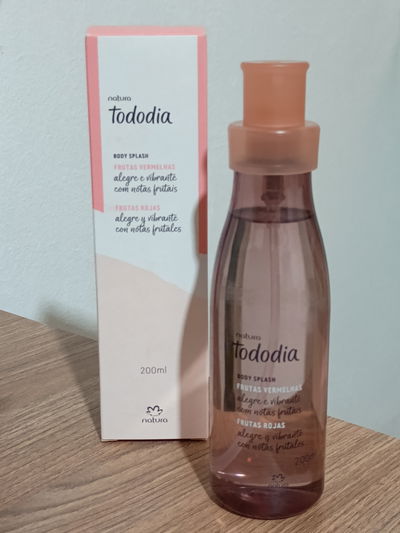 natura
tododia
BODY SPLASH
FRUTAS VERMELHAS
alegre e vibrante
com notas frutais
FRUTAS ROJAS
alegre y vibrante
con notas frutales
200ml
natura
natura
tododia
BODY SPLASH
FRUTAS VERMELHAS
alegre e vibrante
com notas frutais
FRUTAS ROJAS
alegre y vibrante
con notas frutales
200ml
natura